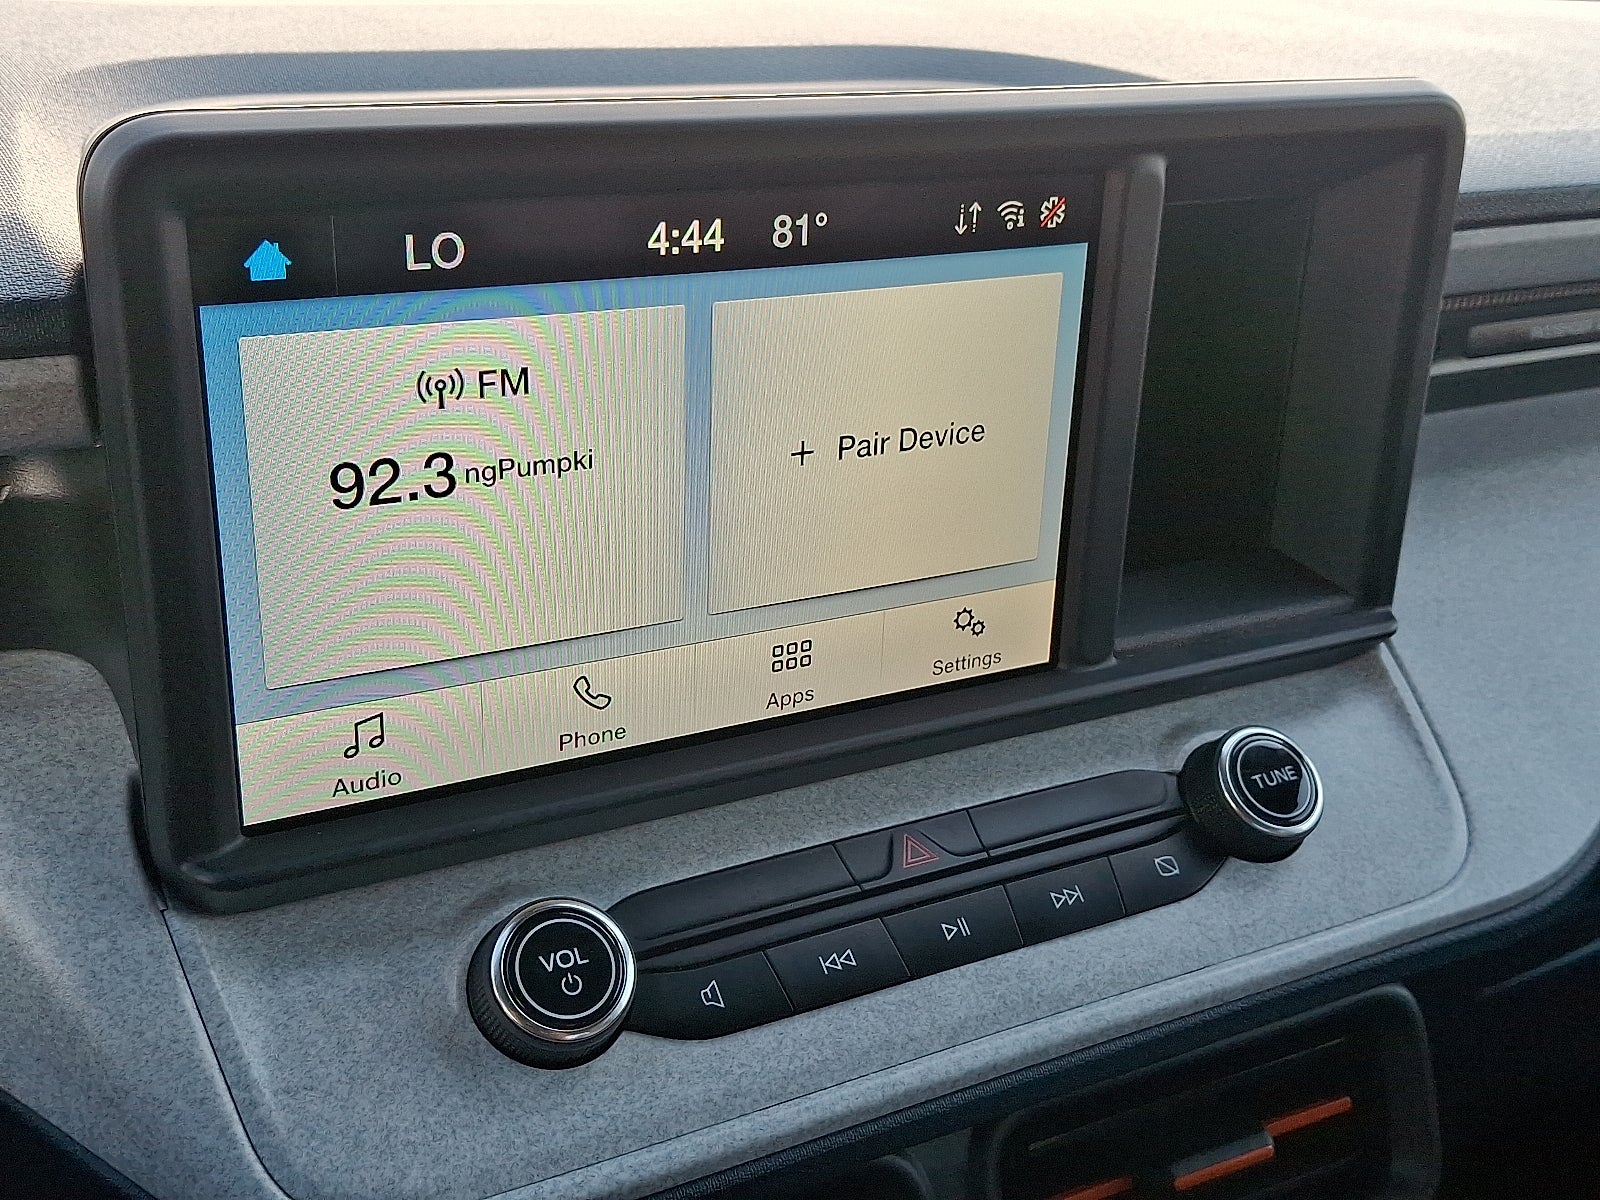 LO 4:44 81°
FM
92.3 ngPumpki
+ Pair Device
Audio Phone Apps Settings
TUNE
VOL